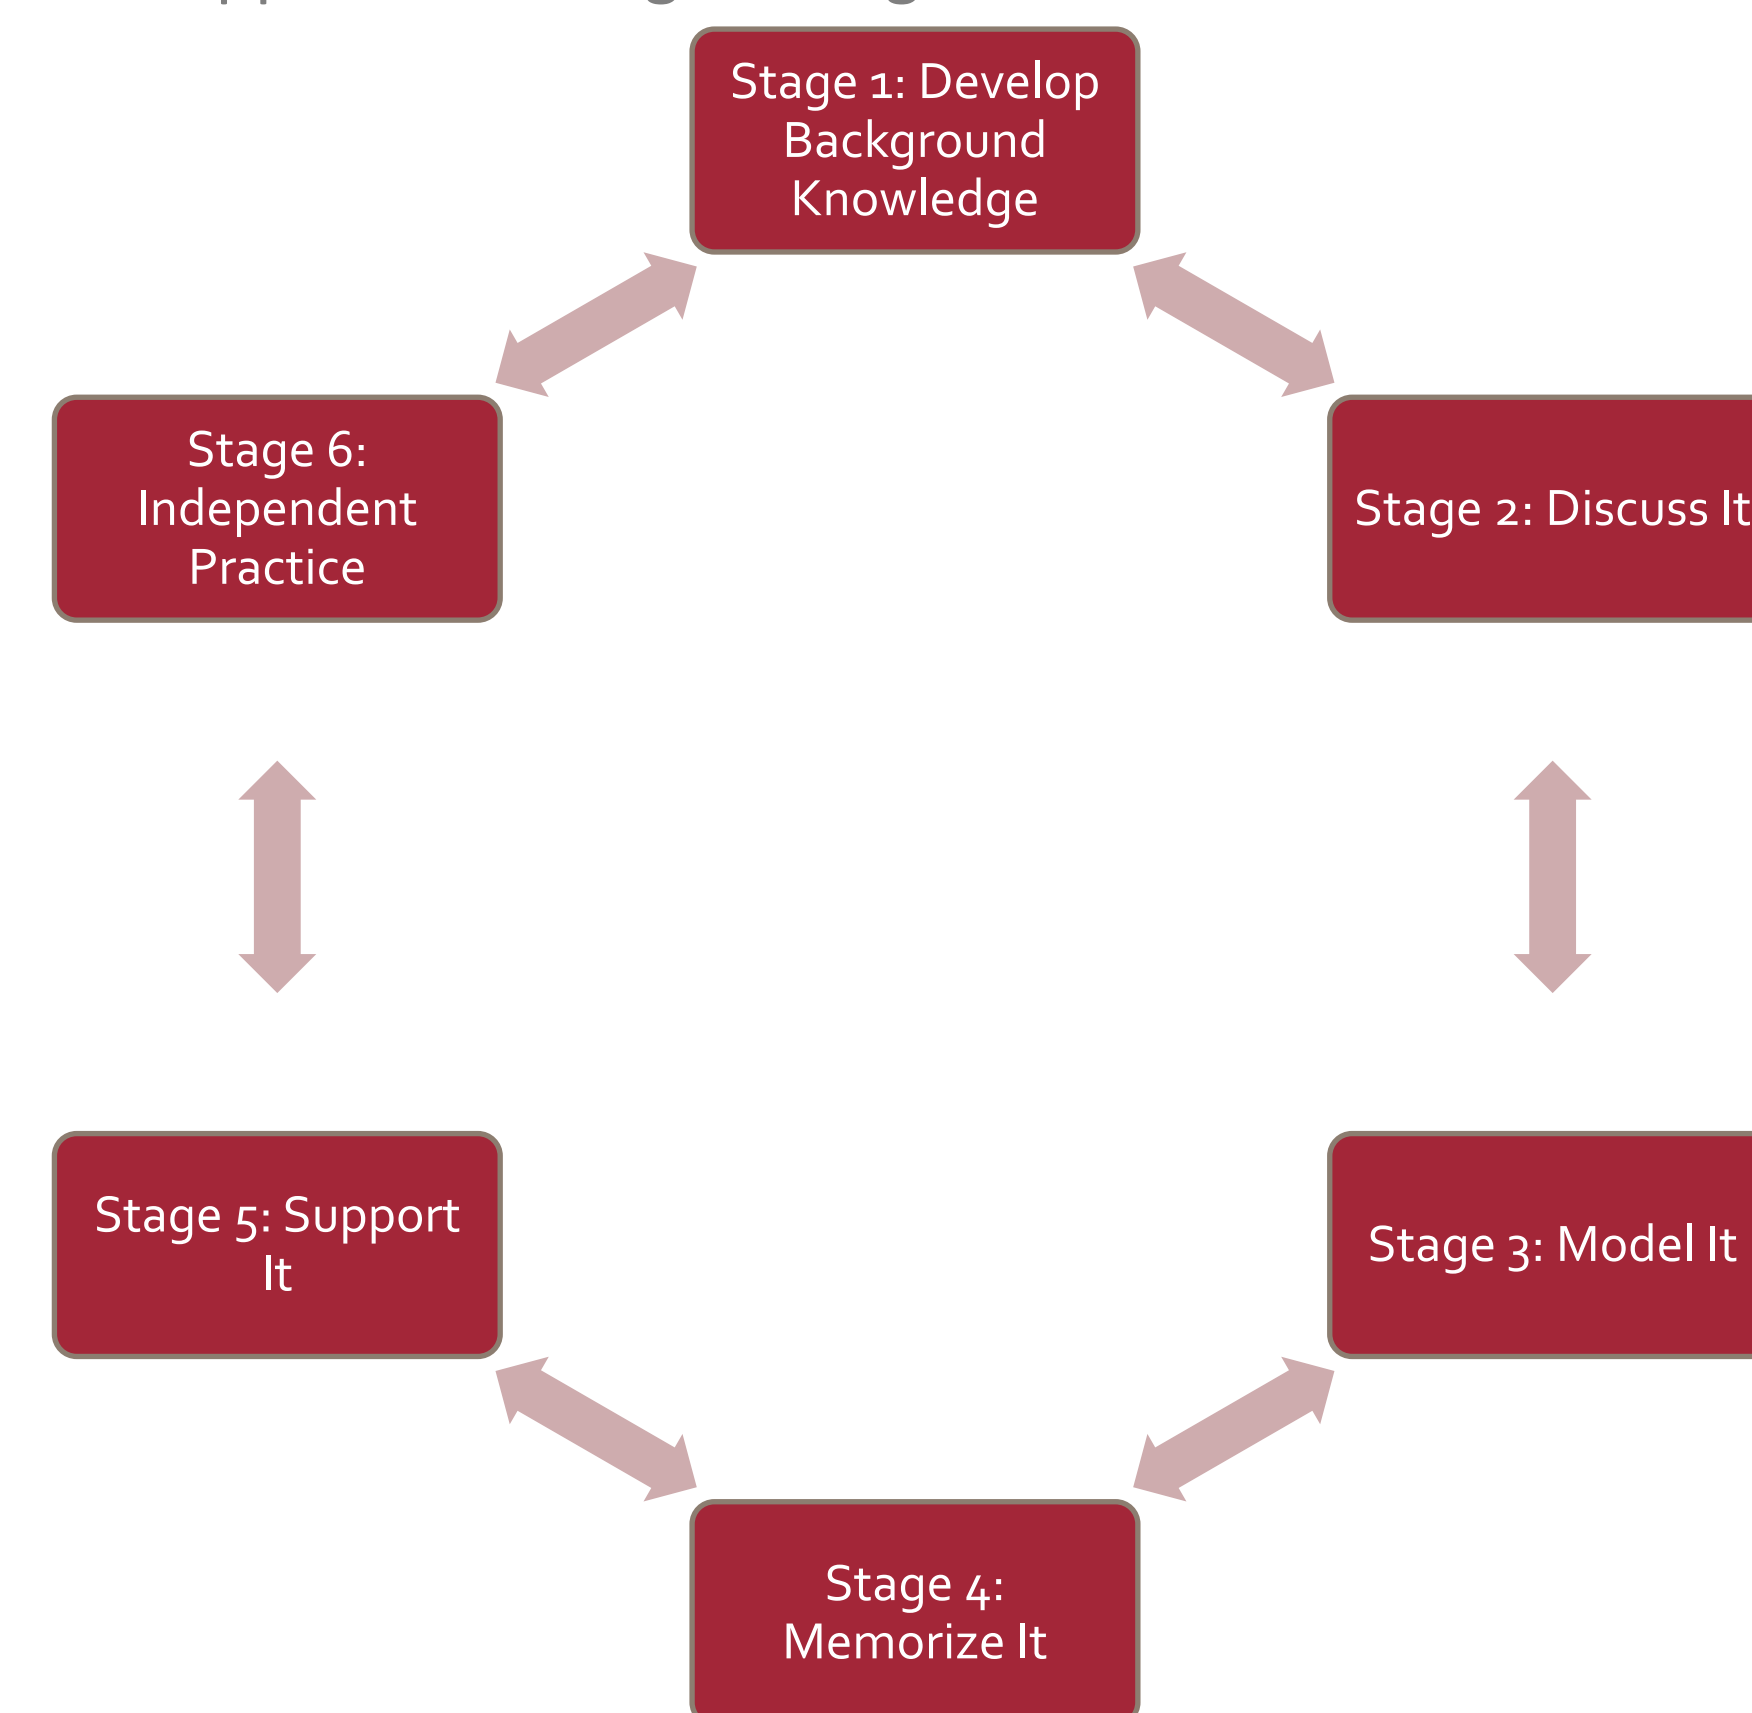 Stage 1: Develop
Background
Knowledge
Stage 2: Discuss It
Stage 3: Model It
Stage 4:
Memorize It
Stage 5: Support
It
Stage 6:
Independent
Practice